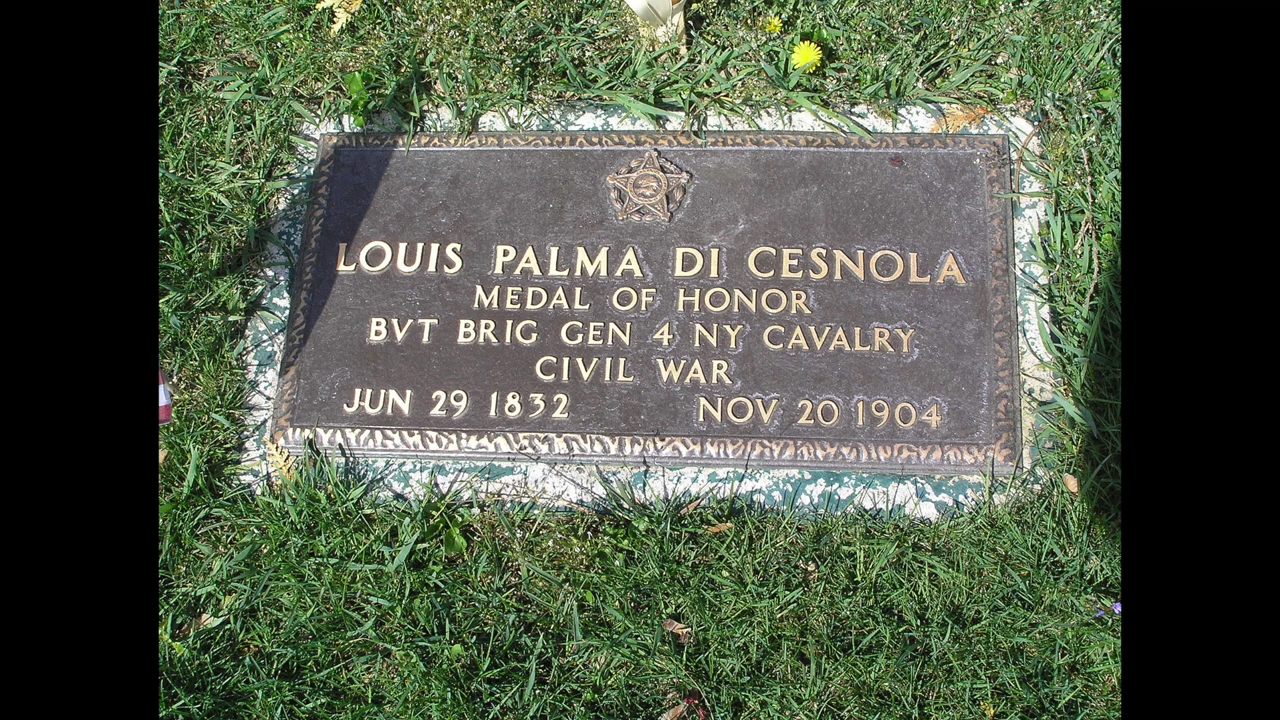 LOUIS PALMA DI CESNOLA
MEDAL OF HONOR
BVT BRIG GEN 4 NY CAVALRY
CIVIL WAR
JUN 29 1832 NOV 20 1904